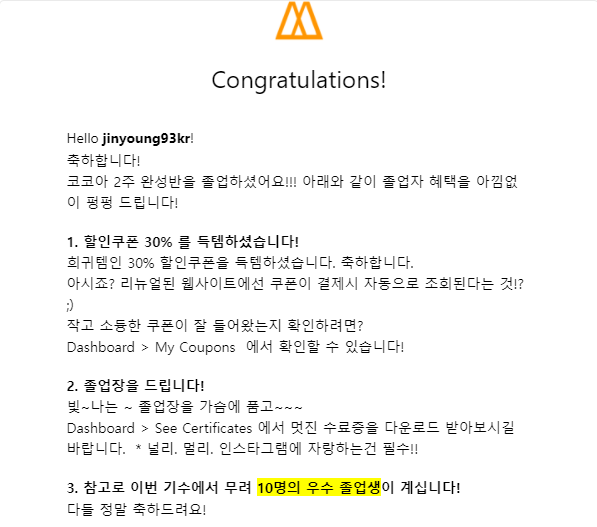 Congratulations!
Hello jinyoung93kr!
축하합니다!
코코아 2주 완성반을 졸업하셨어요!!! 아래와 같이 졸업자 혜택을 아낌없
이 펑펑 드립니다!
1. 할인쿠폰 30% 를 득템하셨습니다!
희귀템인 30% 할인쿠폰을 득템하셨습니다. 축하합니다.
아시죠? 리뉴얼된 웹사이트에선 쿠폰이 결제시 자동으로 조회된다는 것!?
;)
작고 소듕한 쿠폰이 잘 들어왔는지 확인하려면?
Dashboard > My Coupons 에서 확인할 수 있습니다!
2. 졸업장을 드립니다!
빛~나는 ~ 졸업장을 가슴에 품고~~~
Dashboard > See Certificates 에서 멋진 수료증을 다운로드 받아보시길
바랍니다. * 널리. 멀리. 인스타그램에 자랑하는건 필수!!
3. 참고로 이번 기수에서 무려 10명의 우수 졸업생이 계십니다!
다들 정말 축하드려요!